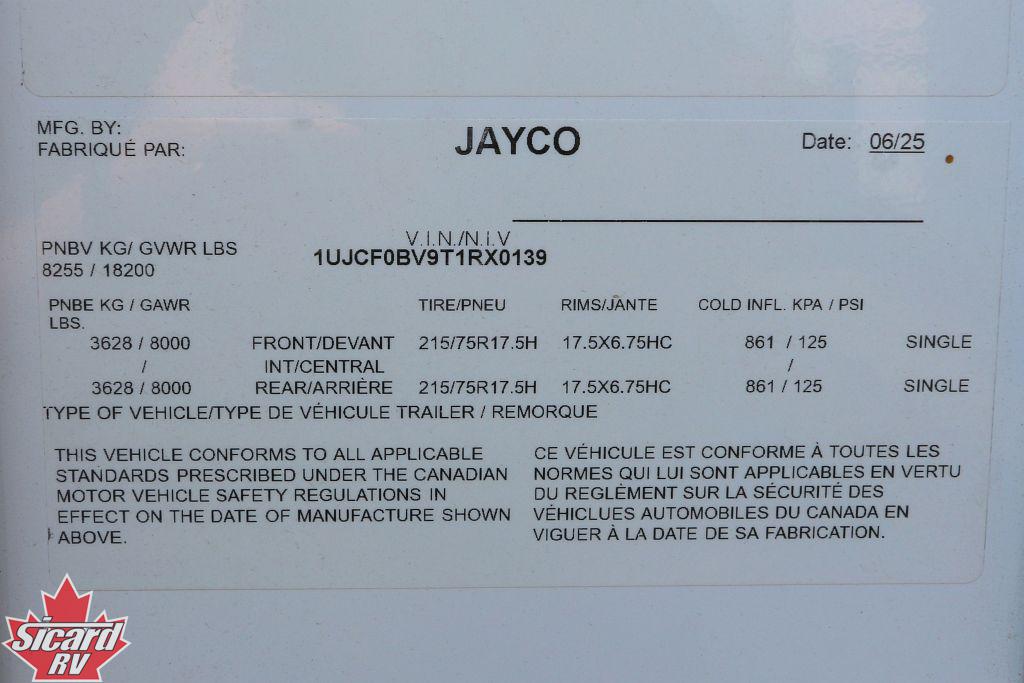 MFG. BY:
FABRIQUÉ PAR:
JAYCO
Date: 06/25
V.I.N./N.I.V
1UJCF0BV9T1RX0139
PNBV KG/ GVWR LBS
8255 / 18200
PNBE KG / GAWR LBS. TIRE/PNEU RIMS/JANTE COLD INFL. KPA / PSI
3628 / 8000 FRONT/DEVANT 215/75R17.5H 17.5X6.75HC 861 / 125 SINGLE
/ INT/CENTRAL /
3628 / 8000 REAR/ARRIÈRE 215/75R17.5H 17.5X6.75HC 861 / 125 SINGLE
TYPE OF VEHICLE/TYPE DE VÉHICULE TRAILER / REMORQUE
THIS VEHICLE CONFORMS TO ALL APPLICABLE
STANDARDS PRESCRIBED UNDER THE CANADIAN
MOTOR VEHICLE SAFETY REGULATIONS IN
EFFECT ON THE DATE OF MANUFACTURE SHOWN
ABOVE.
CE VÉHICULE EST CONFORME À TOUTES LES
NORMES QUI LUI SONT APPLICABLES EN VERTU
DU REGLÈMENT SUR LA SÉCURITÉ DES
VÉHICLUES AUTOMOBILES DU CANADA EN
VIGUER À LA DATE DE SA FABRICATION.
Sicard
RV